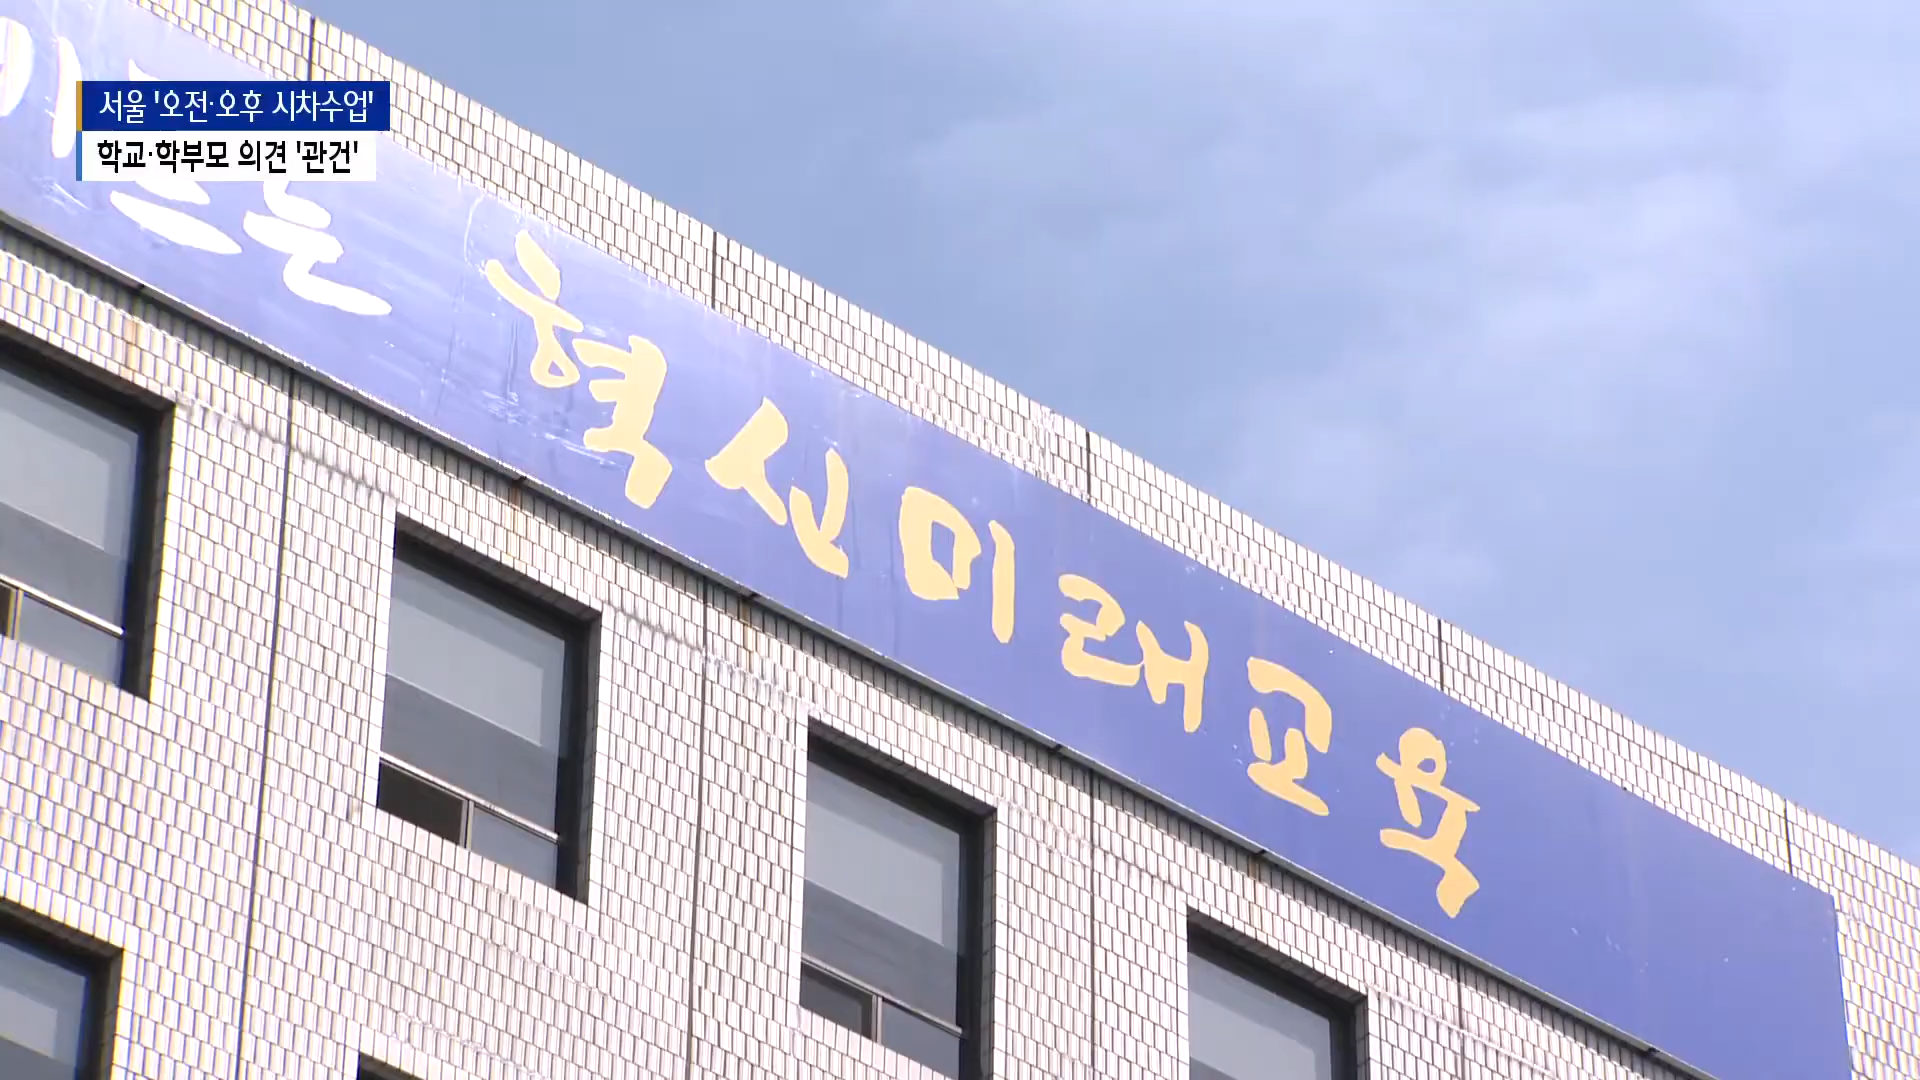 서울 '오전·오후 시차수업'
학교·학부모 의견 '관건'
는 혁신미래교육